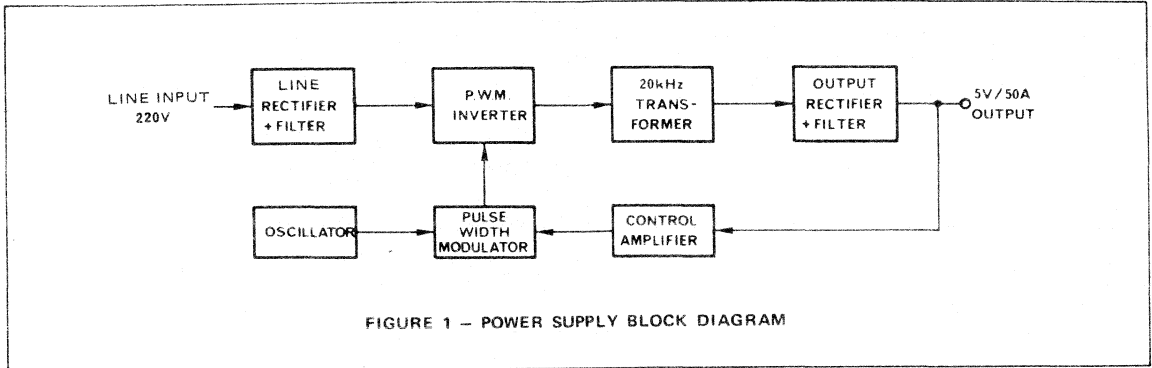 LINE INPUT
220V
LINE
RECTIFIER
+ FILTER
P.W.M.
INVERTER
20kHz
TRANS-
FORMER
OUTPUT
RECTIFIER
+ FILTER
5V/50A
OUTPUT
OSCILLATOR
PULSE
WIDTH
MODULATOR
CONTROL
AMPLIFIER
FIGURE 1 – POWER SUPPLY BLOCK DIAGRAM